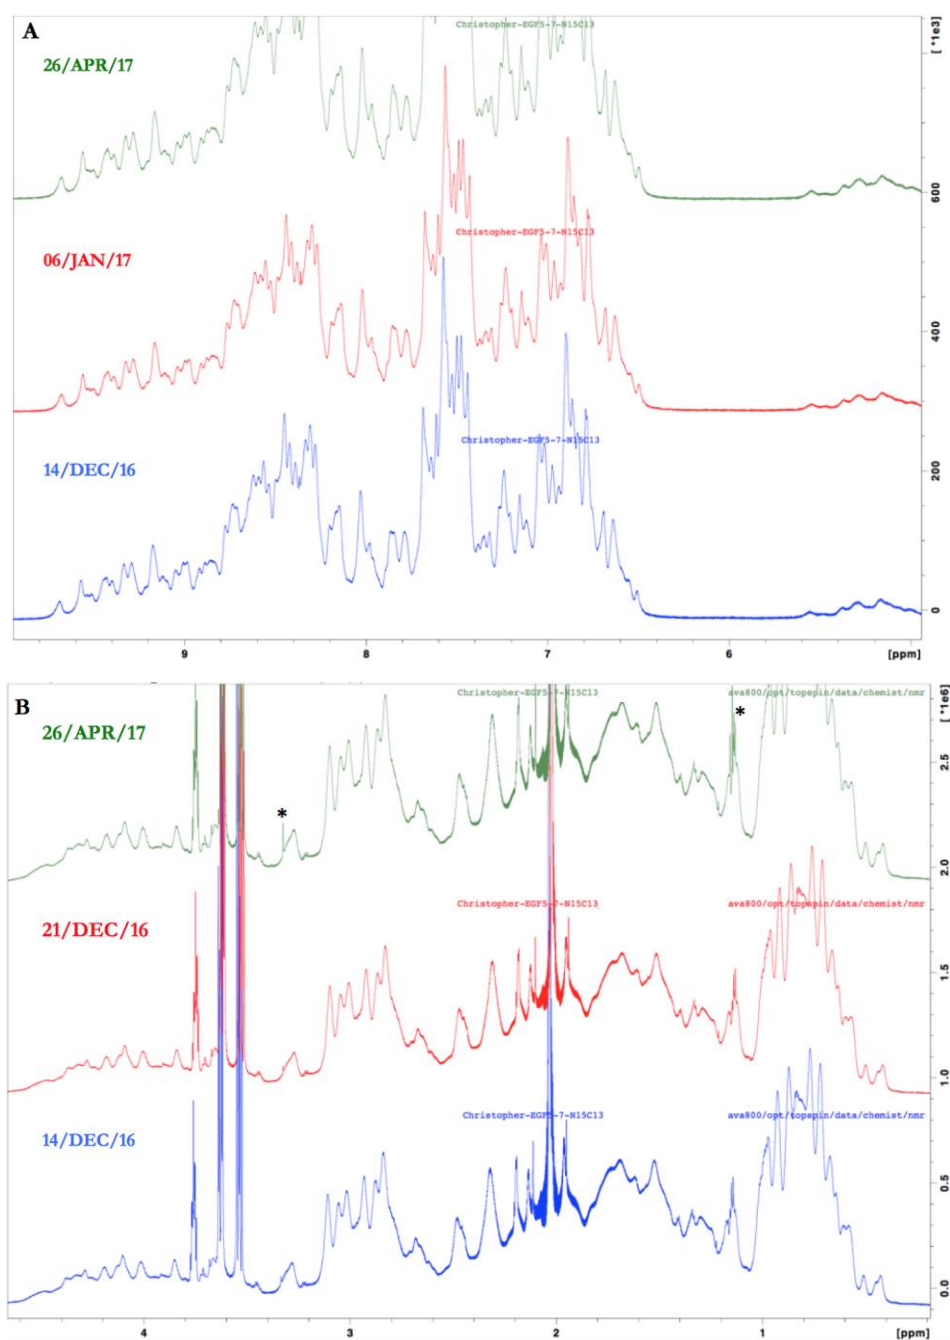 A
26/APR/17
Christopher-EGF5-7-N15C13
[ *1e3]
06/JAN/17
Christopher-EGF5-7-N15C13
14/DEC/16
Christopher-EGF5-7-N15C13
600
400
200
0
9
8
7
6
[ppm]
B
26/APR/17
Christopher-EGF5-7-N15C13
ava800/opt/topspin/data/chemist/nmr
[ *1e6]
*
*
21/DEC/16
Christopher-EGF5-7-N15C13
ava800/opt/topspin/data/chemist/nmr
14/DEC/16
Christopher-EGF5-7-N15C13
ava800/opt/topspin/data/chemist/nmr
2.5
2.0
1.5
1.0
0.5
0.0
4
3
2
1
[ppm]